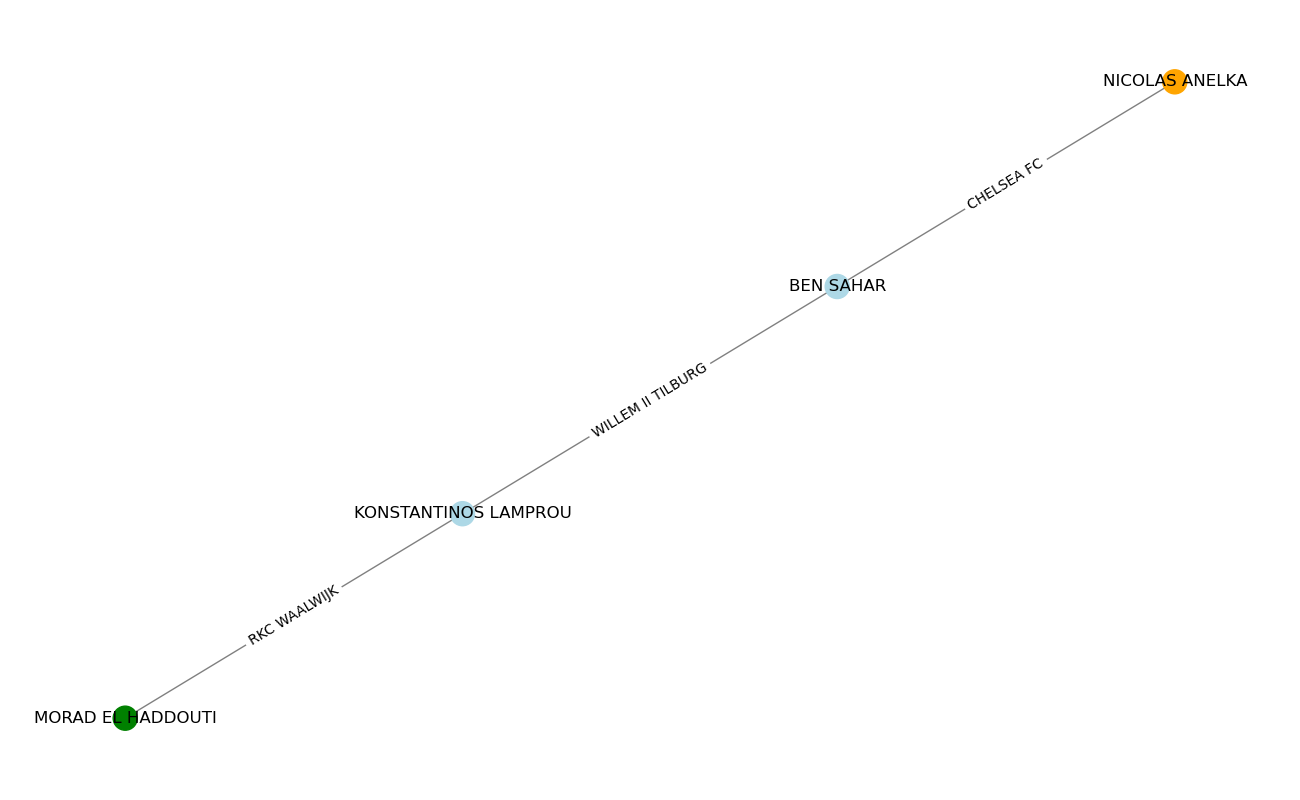 NICOLAS ANELKA
CHELSEA FC
BEN SAHAR
WILLEM II TILBURG
KONSTANTINOS LAMPROU
RKC WAALWIJK
MORAD EL HADDOUTI